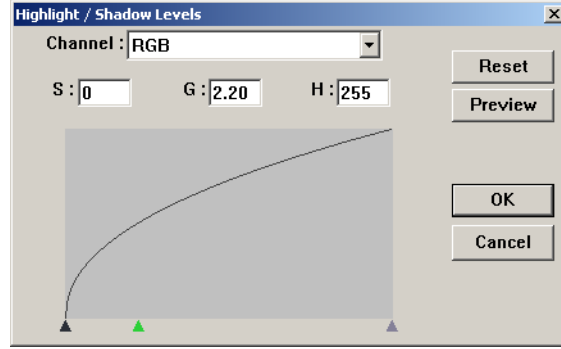 Highlight / Shadow Levels
Channel : RGB
Reset
S : 0 G : 2.20 H : 255
Preview
OK
Cancel